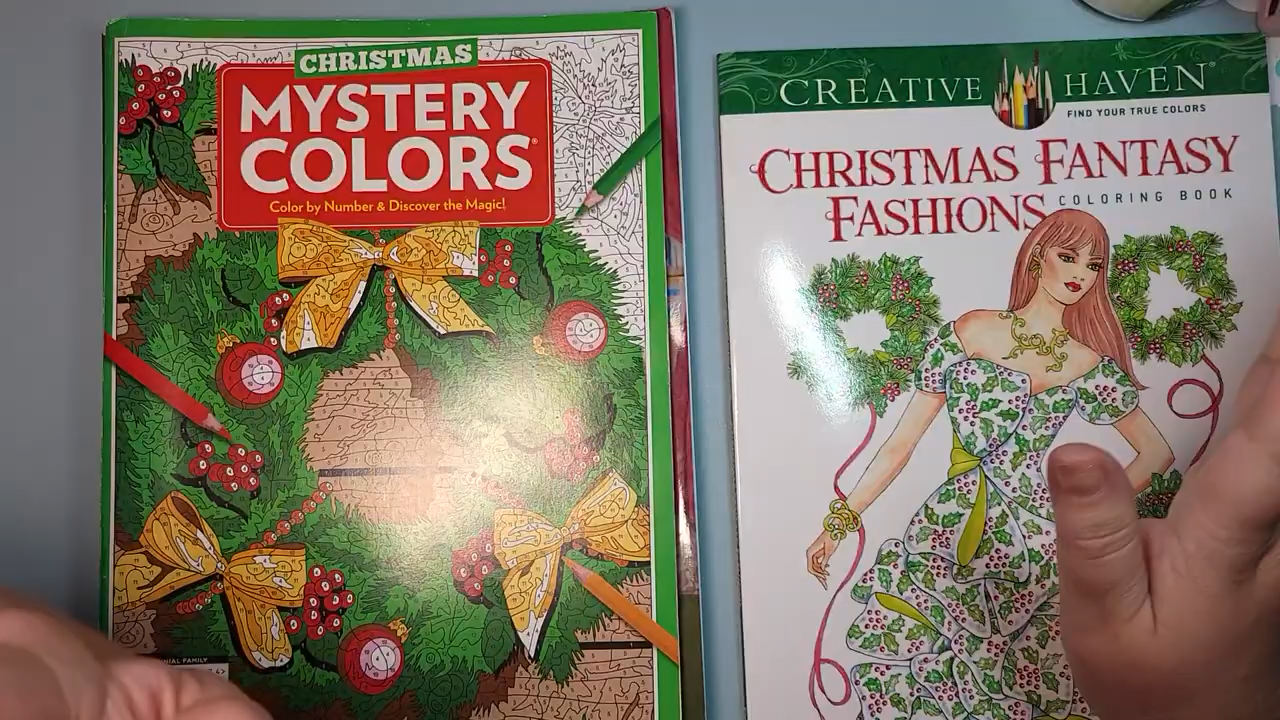 CHRISTMAS
MYSTERY
COLORS®
Color by Number & Discover the Magic!
CREATIVE HAVEN®
FIND YOUR TRUE COLORS
CHRISTMAS FANTASY
FASHIONS COLORING BOOK